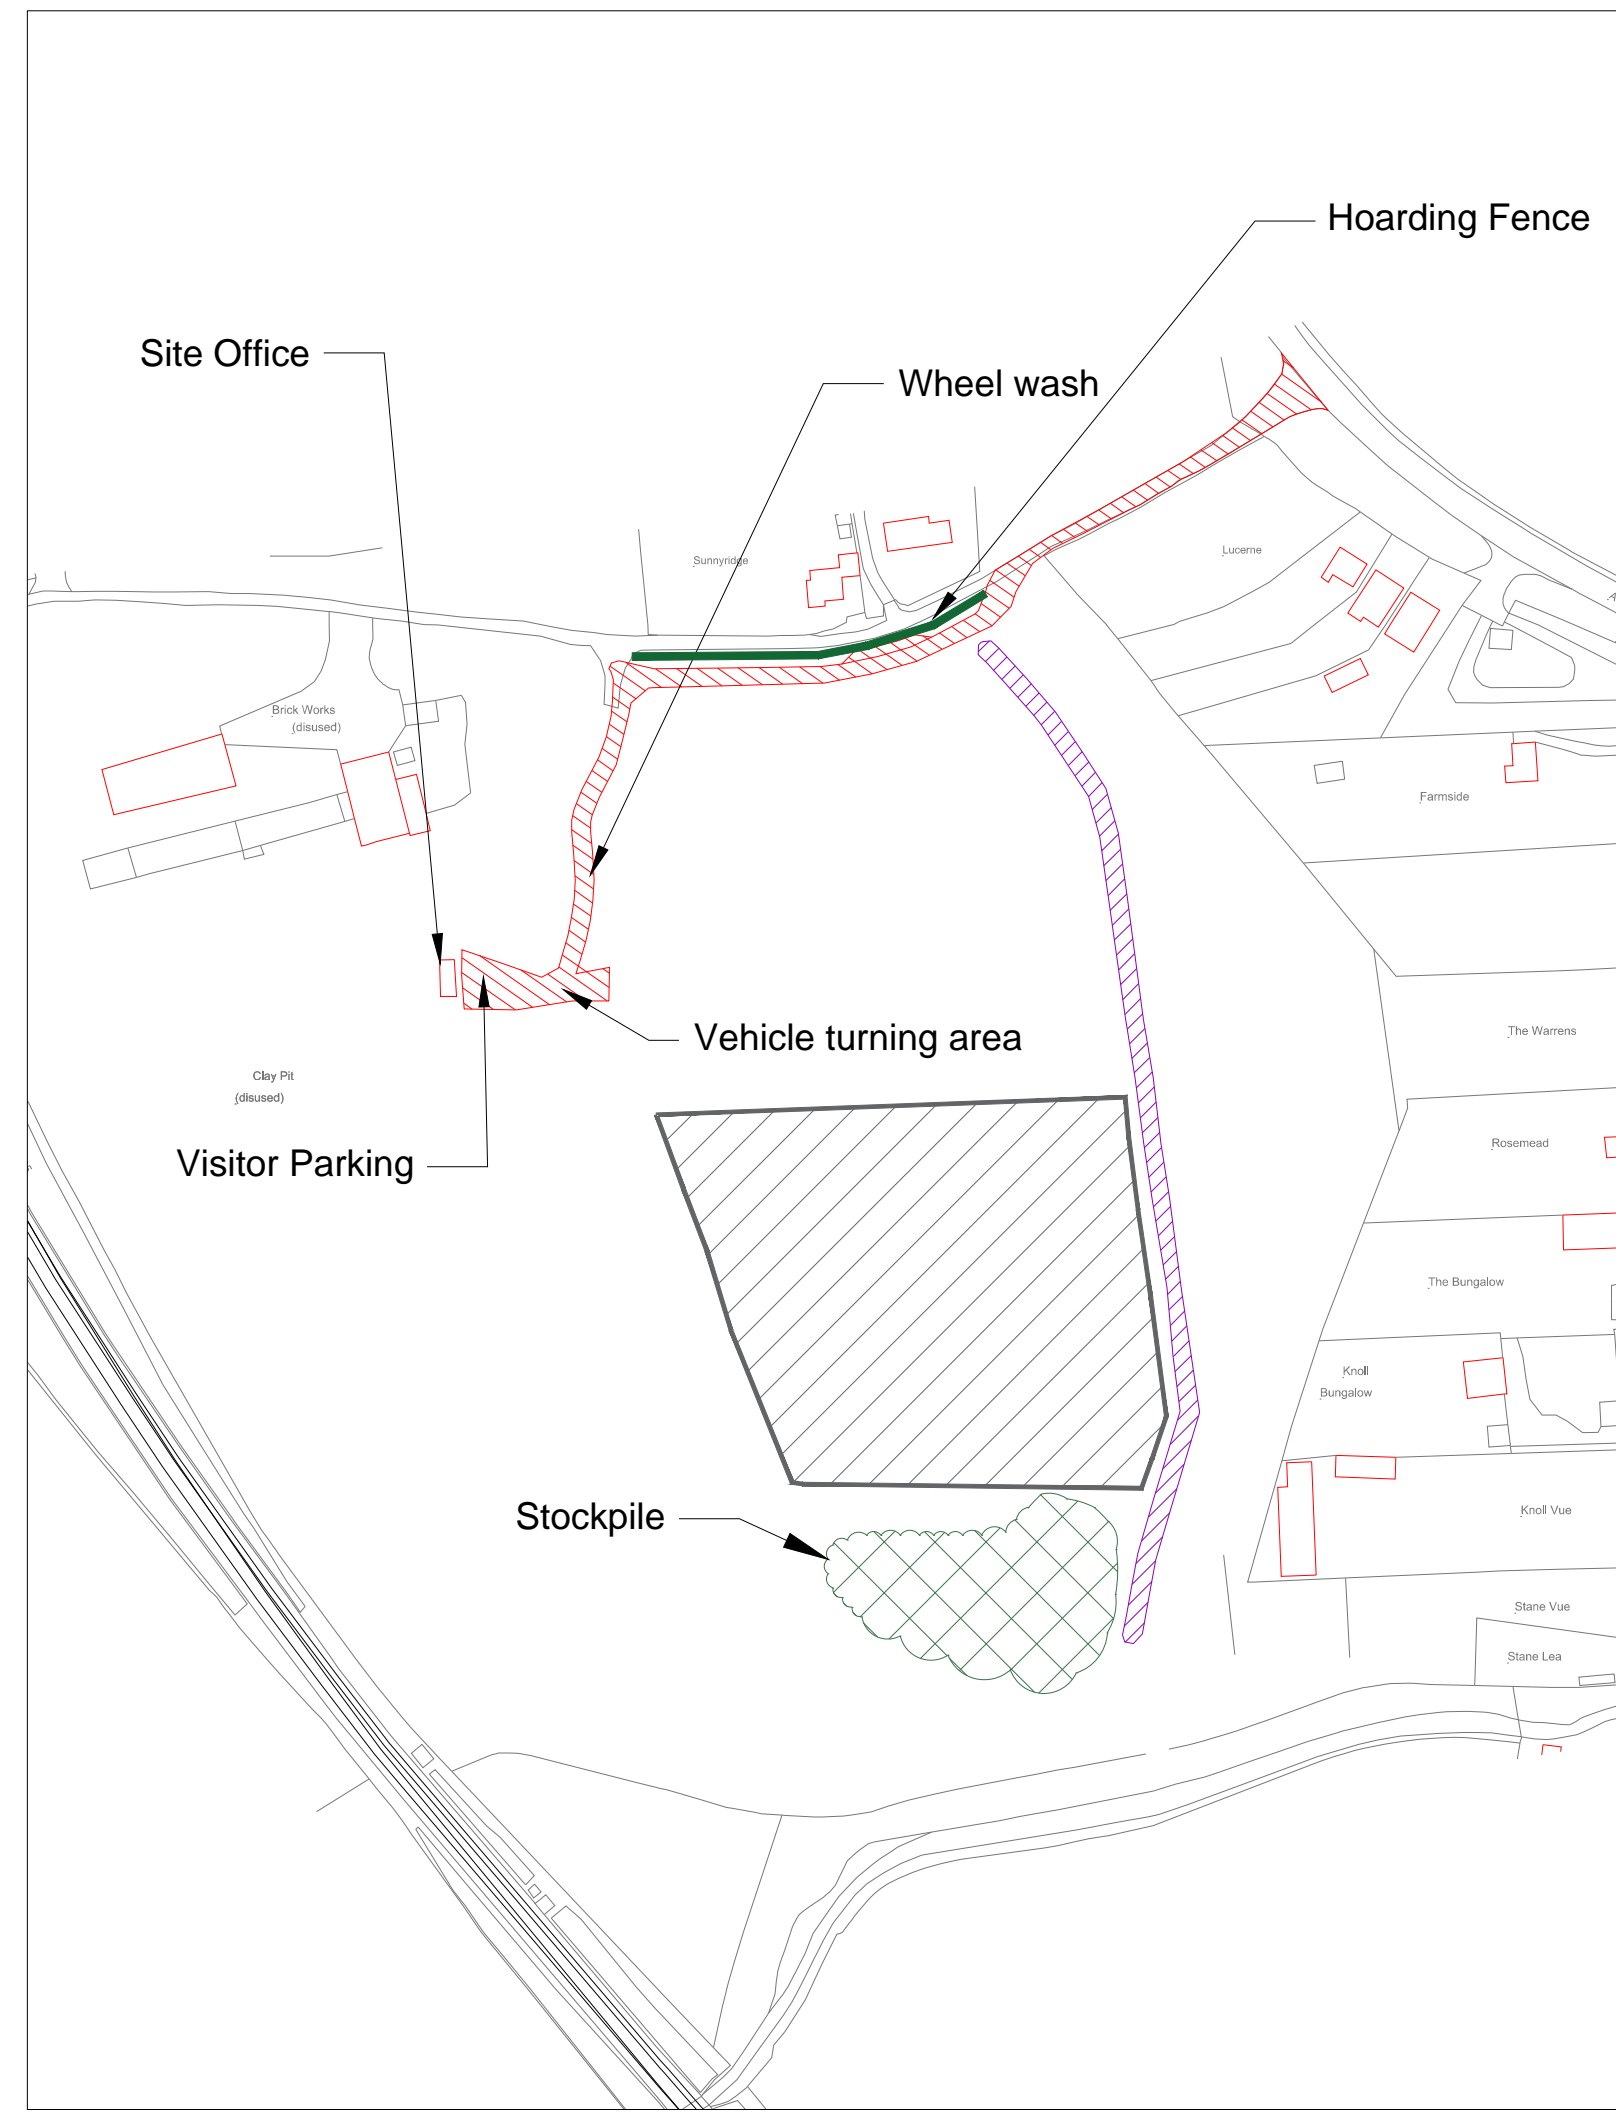 Hoarding Fence
Site Office
Wheel wash
Sunnyridge
Lucerne
Brick Works
(disused)
Farmside
Vehicle turning area
The Warrens
Clay Pit
(disused)
Rosemead
Visitor Parking
The Bungalow
Knoll
Bungalow
Stockpile
Knoll Vue
Stane Vue
Stane Lea